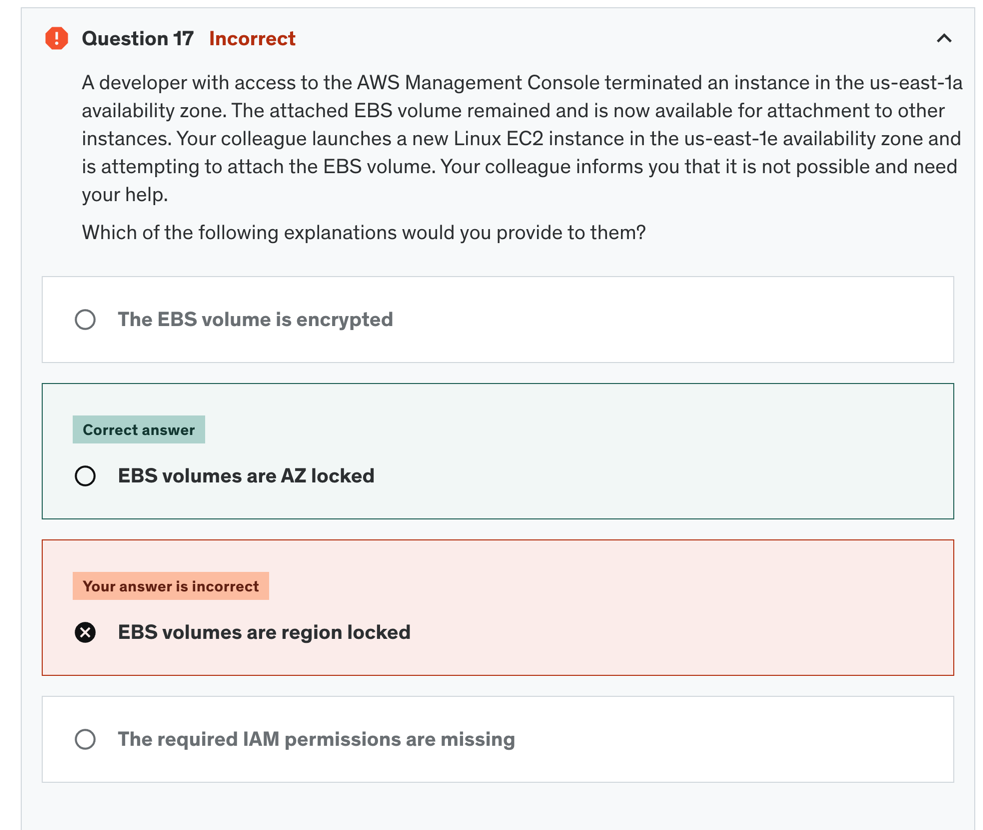 Question 17 Incorrect
A developer with access to the AWS Management Console terminated an instance in the us-east-1a
availability zone. The attached EBS volume remained and is now available for attachment to other
instances. Your colleague launches a new Linux EC2 instance in the us-east-1e availability zone and
is attempting to attach the EBS volume. Your colleague informs you that it is not possible and need
your help.
Which of the following explanations would you provide to them?
The EBS volume is encrypted
Correct answer
EBS volumes are AZ locked
Your answer is incorrect
EBS volumes are region locked
The required IAM permissions are missing